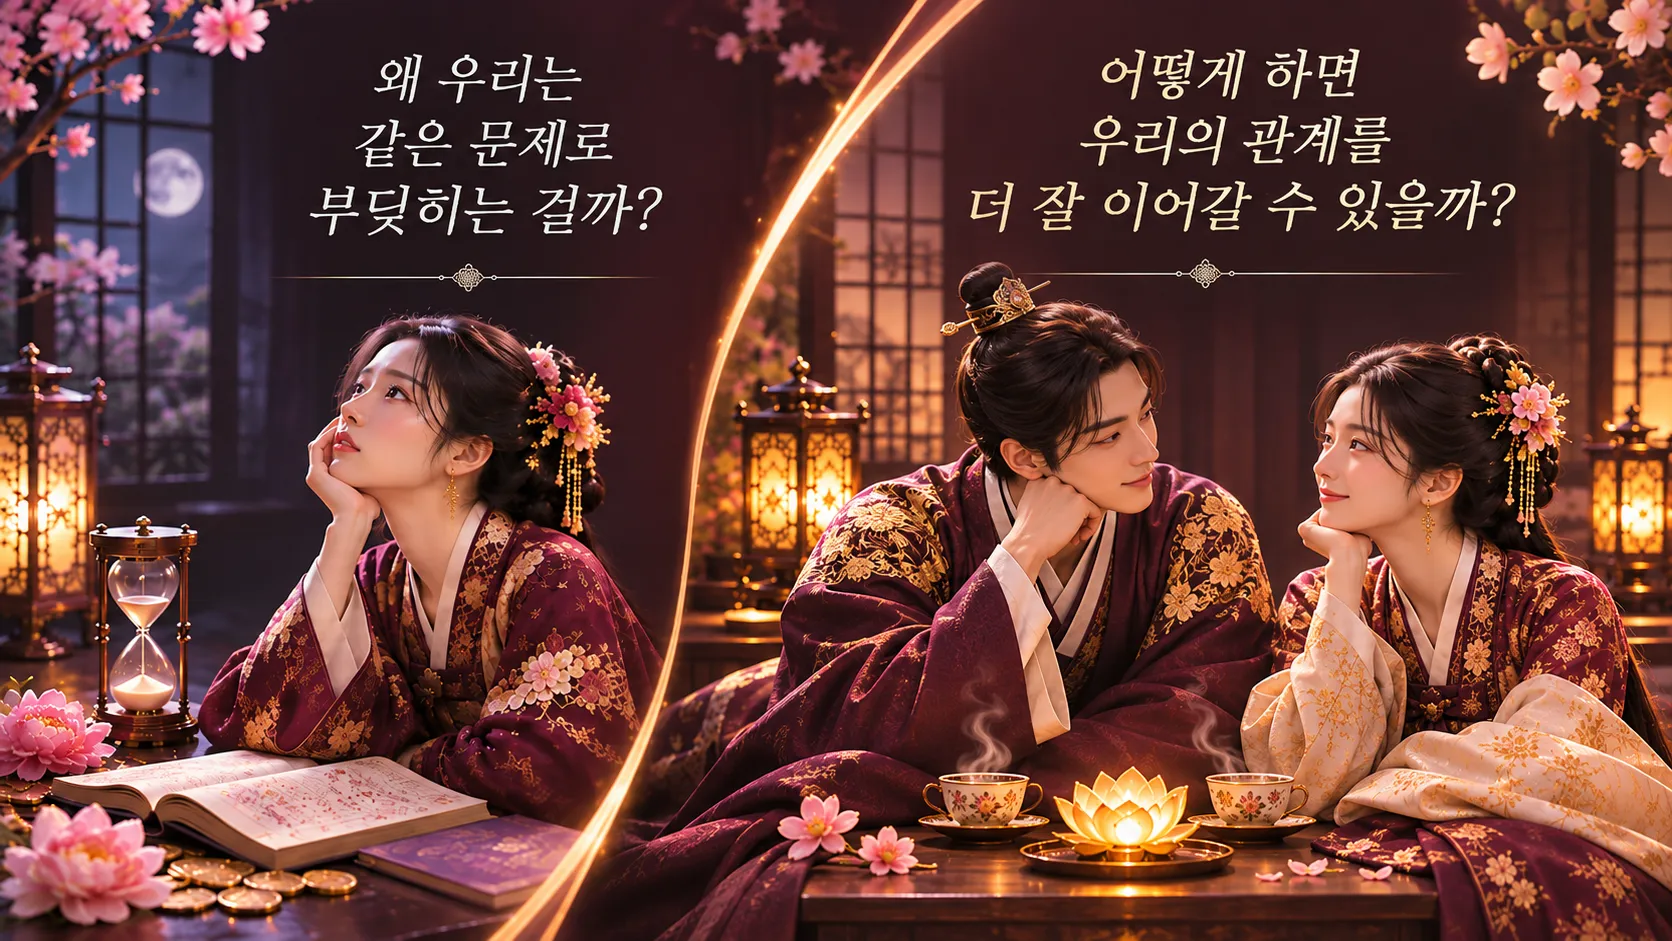 왜 우리는
같은 문제로
부딪히는 걸까?
어떻게 하면
우리의 관계를
더 잘 이어갈 수 있을까?